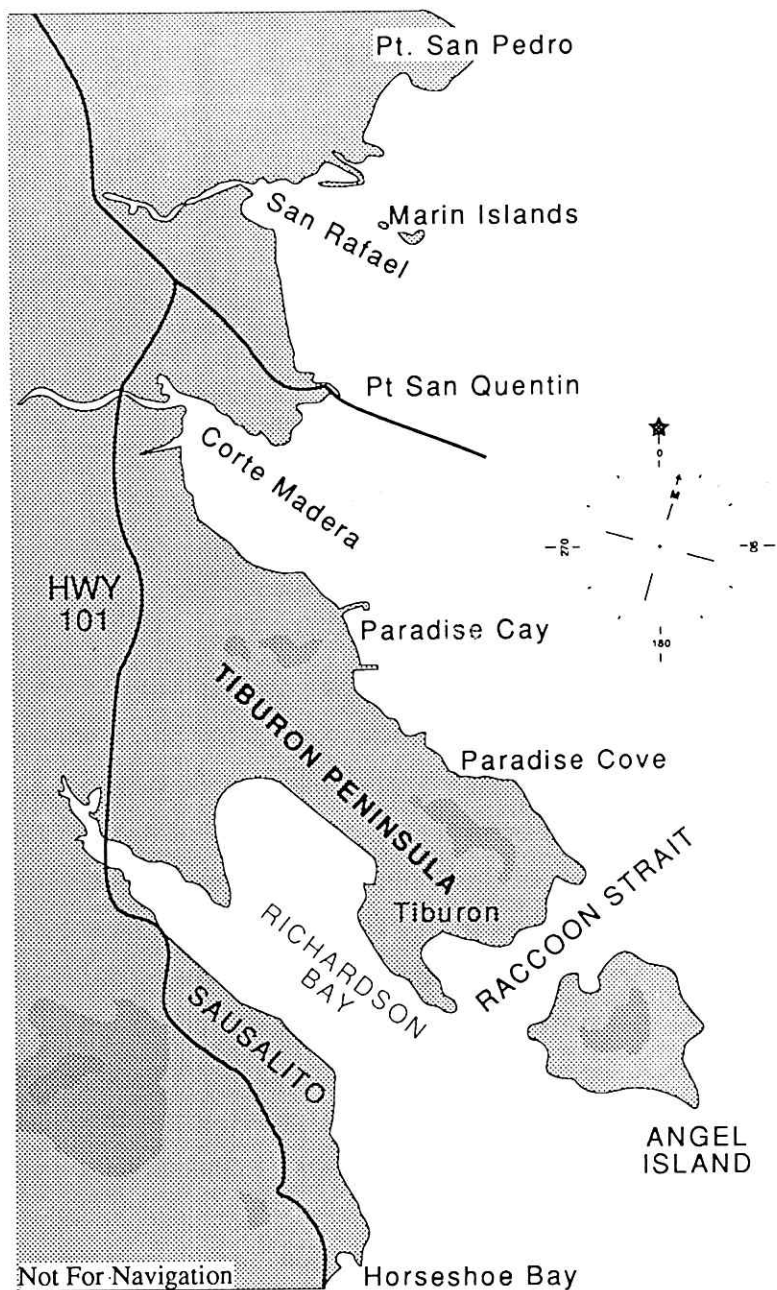 Pt. San Pedro
Marin Islands
San Rafael
Pt San Quentin
Corte Madera
0
M
270
90
180
HWY
101
Paradise Cay
TIBURON PENINSULA
Paradise Cove
Tiburon
RACCOON STRAIT
RICHARDSON
BAY
SAUSALITO
ANGEL
ISLAND
Not For Navigation
Horseshoe Bay